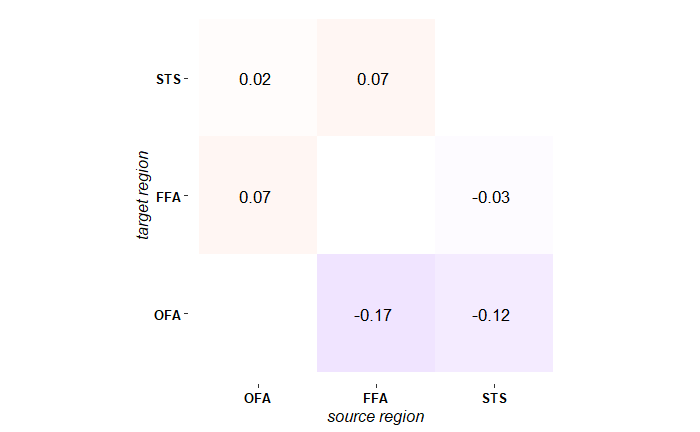 STS
0.02
0.07
target region
FFA
0.07
-0.03
OFA
-0.17
-0.12
OFA
FFA
STS
source region